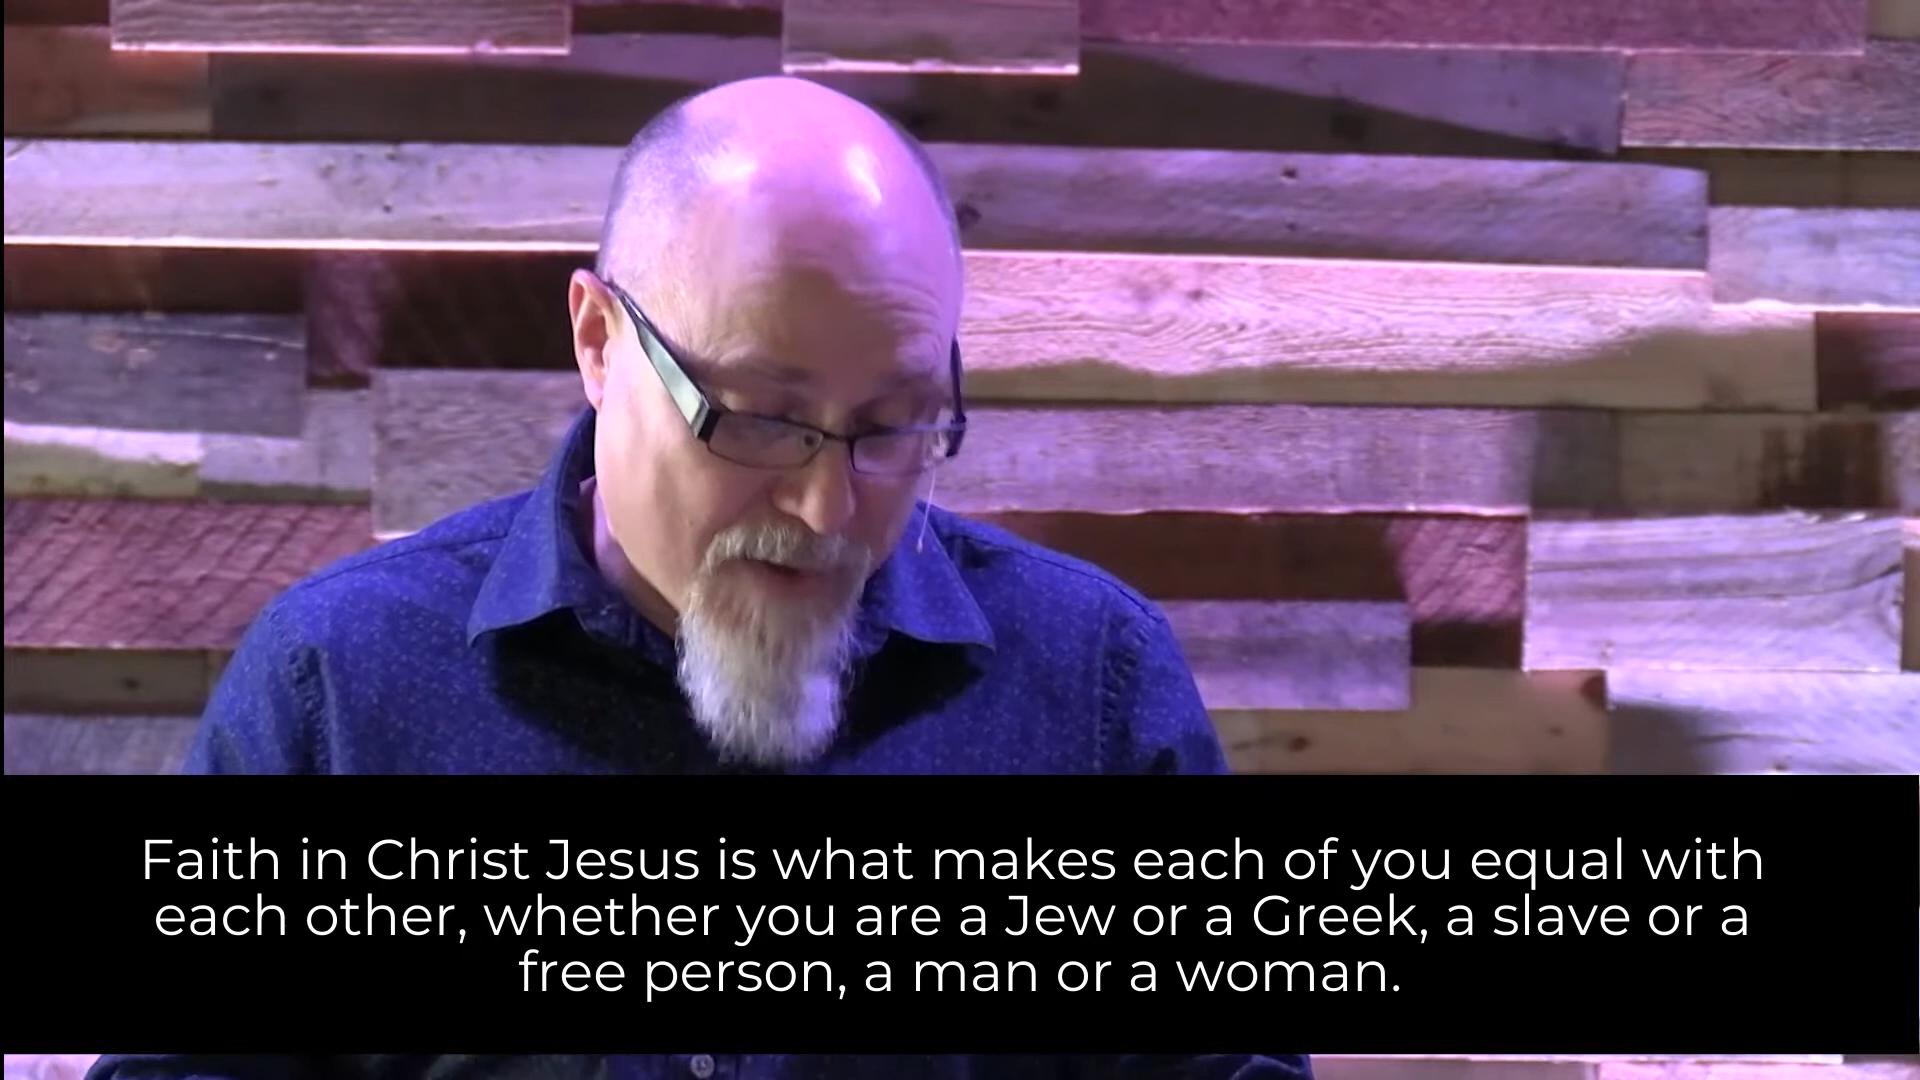 Faith in Christ Jesus is what makes each of you equal with
each other, whether you are a Jew or a Greek, a slave or a
free person, a man or a woman.